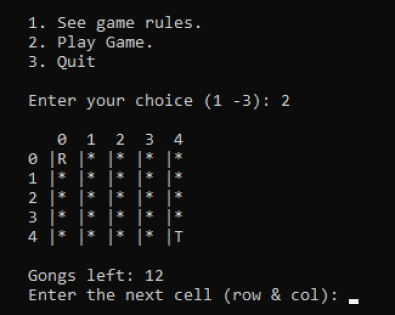 1. See game rules.
2. Play Game.
3. Quit
Enter your choice (1 -3): 2
0 1 2 3 4
0 |R |* |* |* |*
1 |* |* |* |* |*
2 |* |* |* |* |*
3 |* |* |* |* |*
4 |* |* |* |* |T
Gongs left: 12
Enter the next cell (row & col):